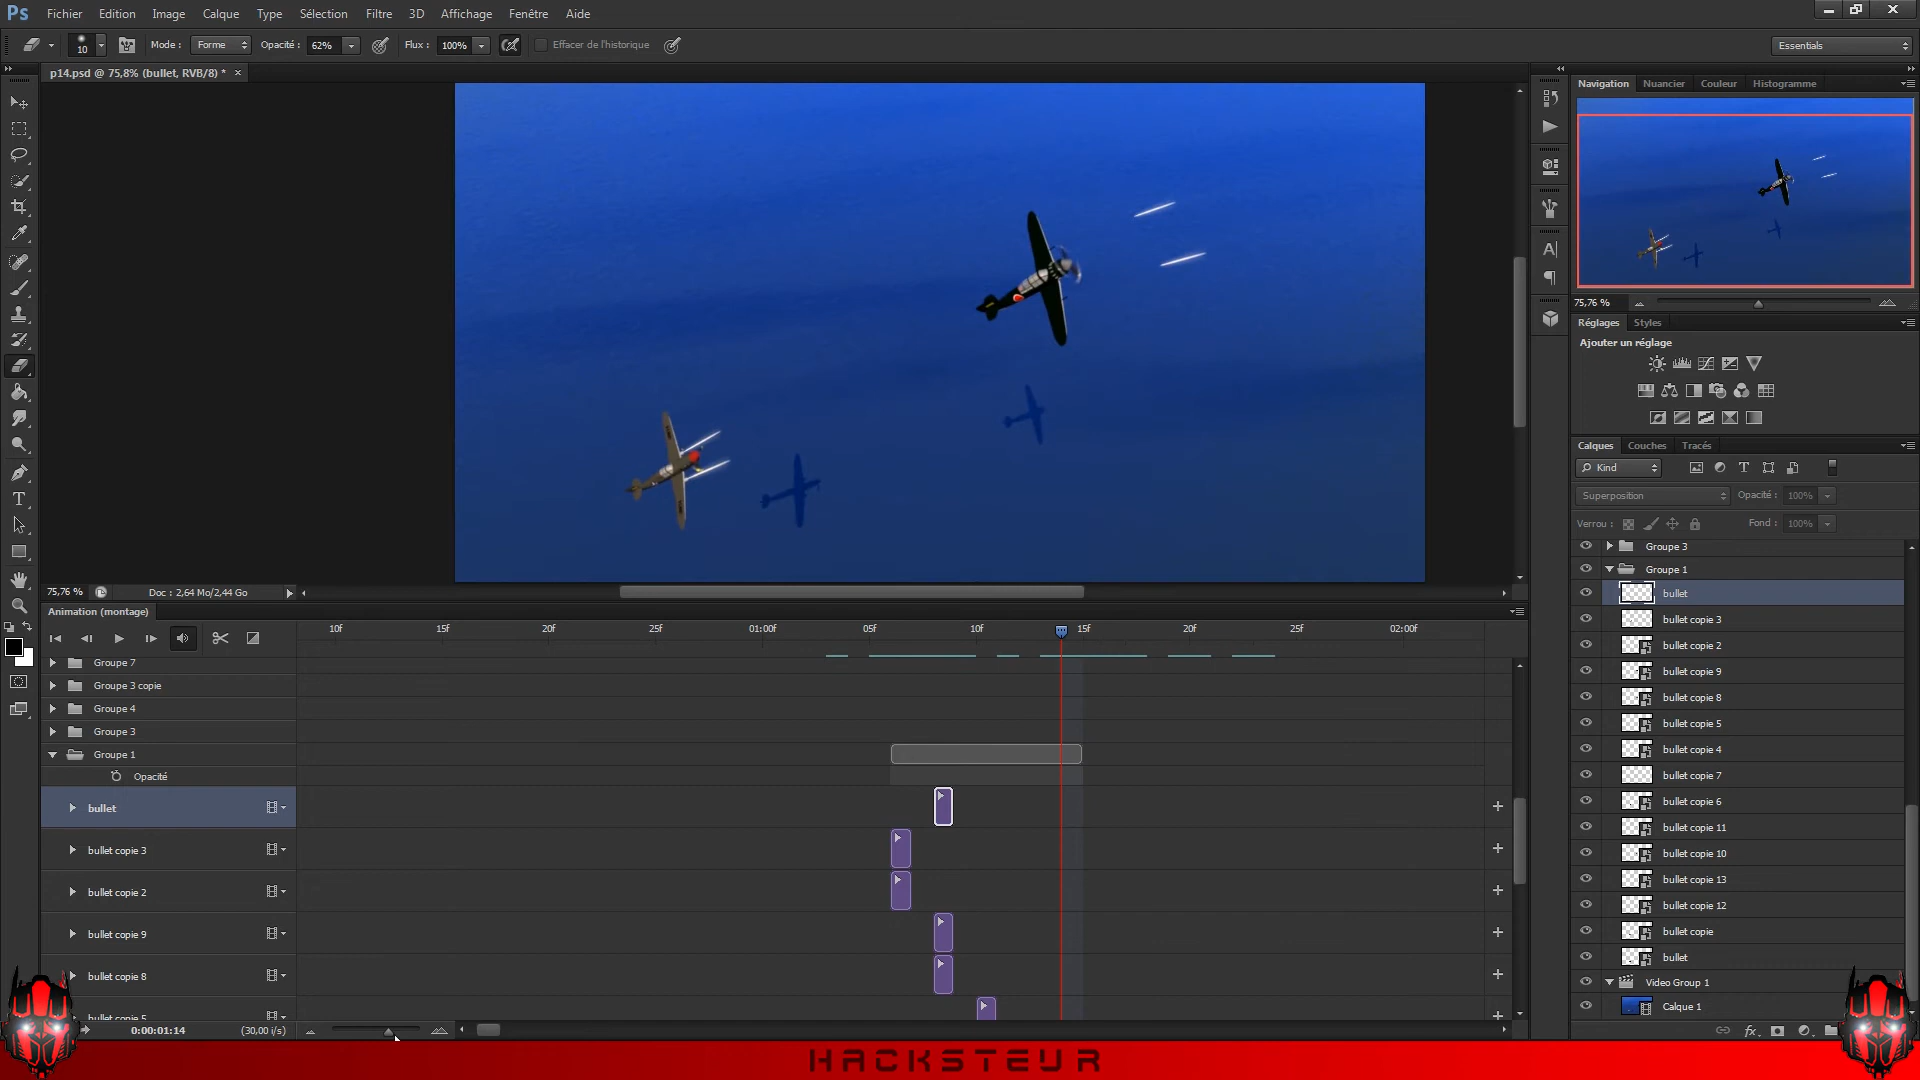 Ps Fichier Edition Image Calque Type Sélection Filtre 3D Affichage Fenêtre Aide
10 Mode : Forme Opacité : 62% Flux : 100% Effacer de l'historique Essentials
p14.psd @ 75,8% (bullet, RVB/8) * ×
Navigation Nuancier Couleur Histogramme
75,76 %
Réglages Styles
Ajouter un réglage
Calques Couches Tracés
Kind
Superposition Opacité : 100%
Verrou : Fond : 100%
Groupe 3
Groupe 1
bullet
bullet copie 3
bullet copie 2
bullet copie 9
bullet copie 8
bullet copie 5
bullet copie 4
bullet copie 7
bullet copie 6
bullet copie 11
bullet copie 10
bullet copie 13
bullet copie 12
bullet copie
bullet
Video Group 1
Calque 1
75,76 % Doc : 2,64 Mo/2,44 Go
Animation (montage)
10f 15f 20f 25f 01:00f 05f 10f 15f 20f 25f 02:00f
Groupe 7
Groupe 3 copie
Groupe 4
Groupe 3
Groupe 1
Opacité
bullet
bullet copie 3
bullet copie 2
bullet copie 9
bullet copie 8
bullet copie 5
0:00:01:14 (30,00 i/s)
HACKSTEUR